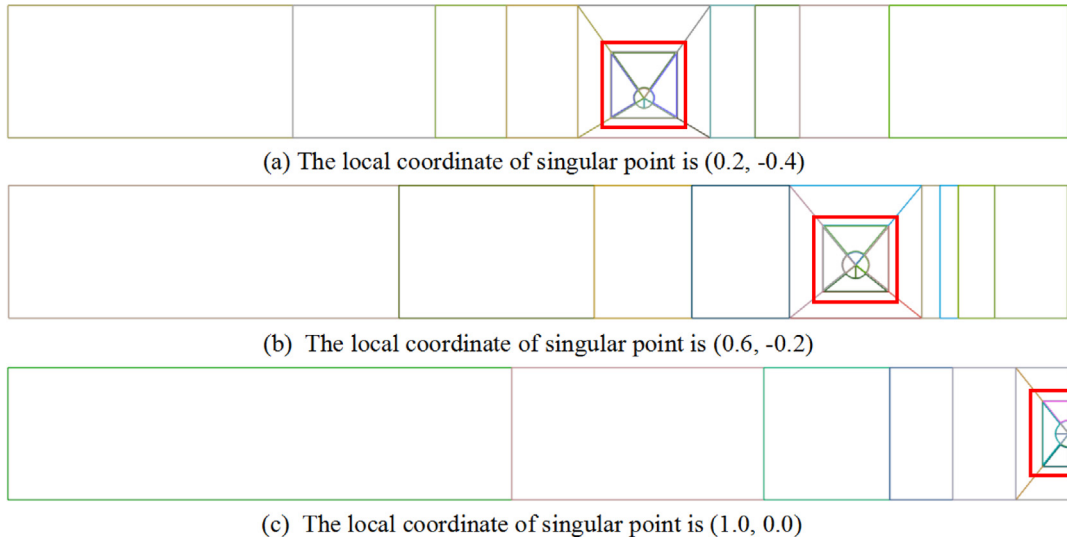 (a) The local coordinate of singular point is (0.2, -0.4)
(b) The local coordinate of singular point is (0.6, -0.2)
(c) The local coordinate of singular point is (1.0, 0.0)